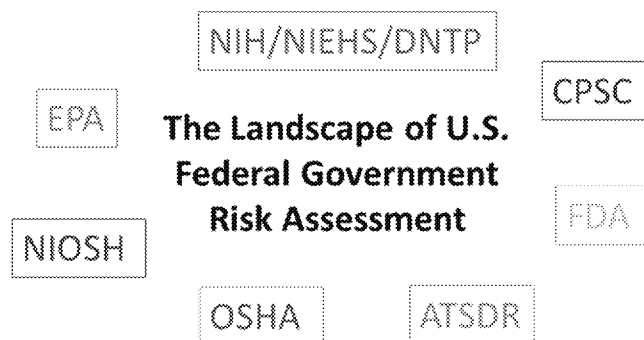 NIH/NIEHS/DNTP
CPSC
EPA
The Landscape of U.S.
Federal Government
Risk Assessment
FDA
NIOSH
OSHA
ATSDR